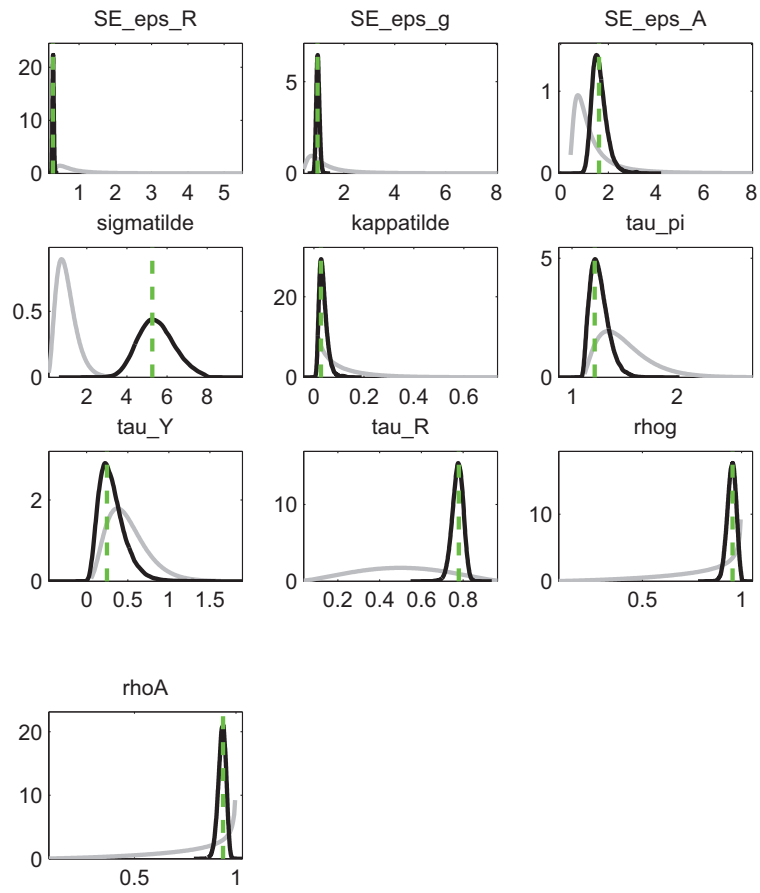 SE_eps_R SE_eps_g SE_eps_A
20 10 0 1 2 3 4 5
5 0 2 4 6 8
1 0 0 2 4 6 8
sigmatilde kappatilde tau_pi
0.5 0 2 4 6 8
20 0 0 0.2 0.4 0.6
5 0 1 2
tau_Y tau_R rhog
2 0 0 0.5 1 1.5
10 0 0.2 0.4 0.6 0.8
10 0 0.5 1
rhoA
20
10
0
0.5 1